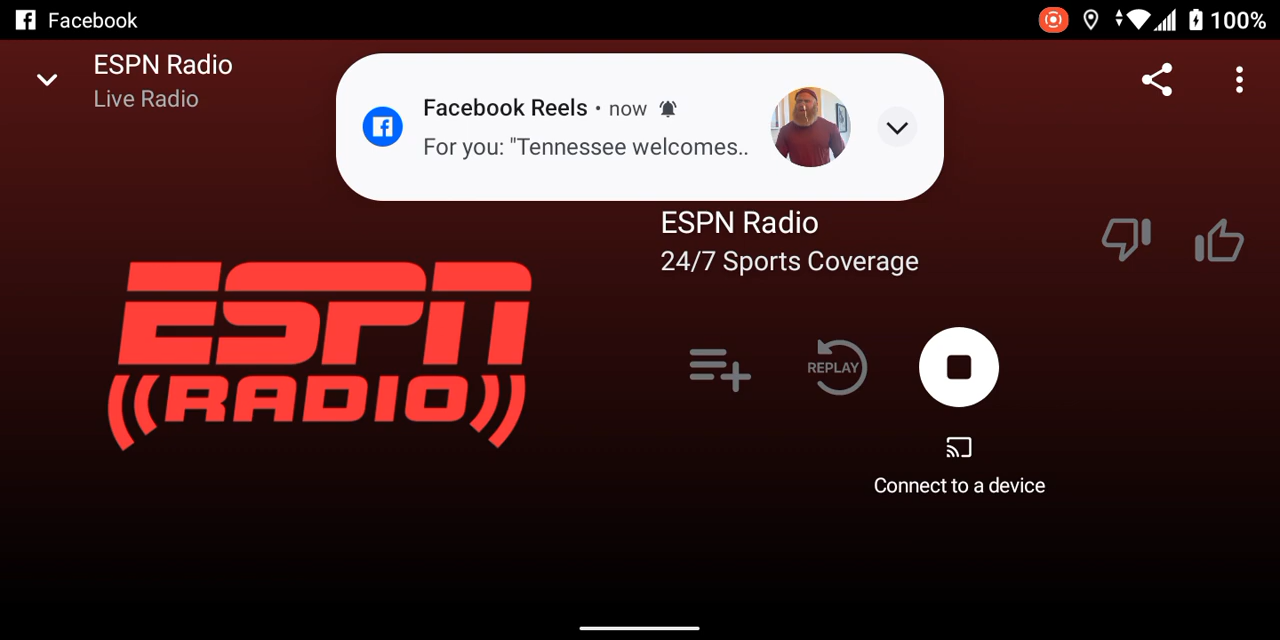 Facebook
100%
ESPN Radio
Live Radio
Facebook Reels • now
For you: "Tennessee welcomes..
ESPN Radio
24/7 Sports Coverage
ESPN
RADIO
REPLAY
Connect to a device